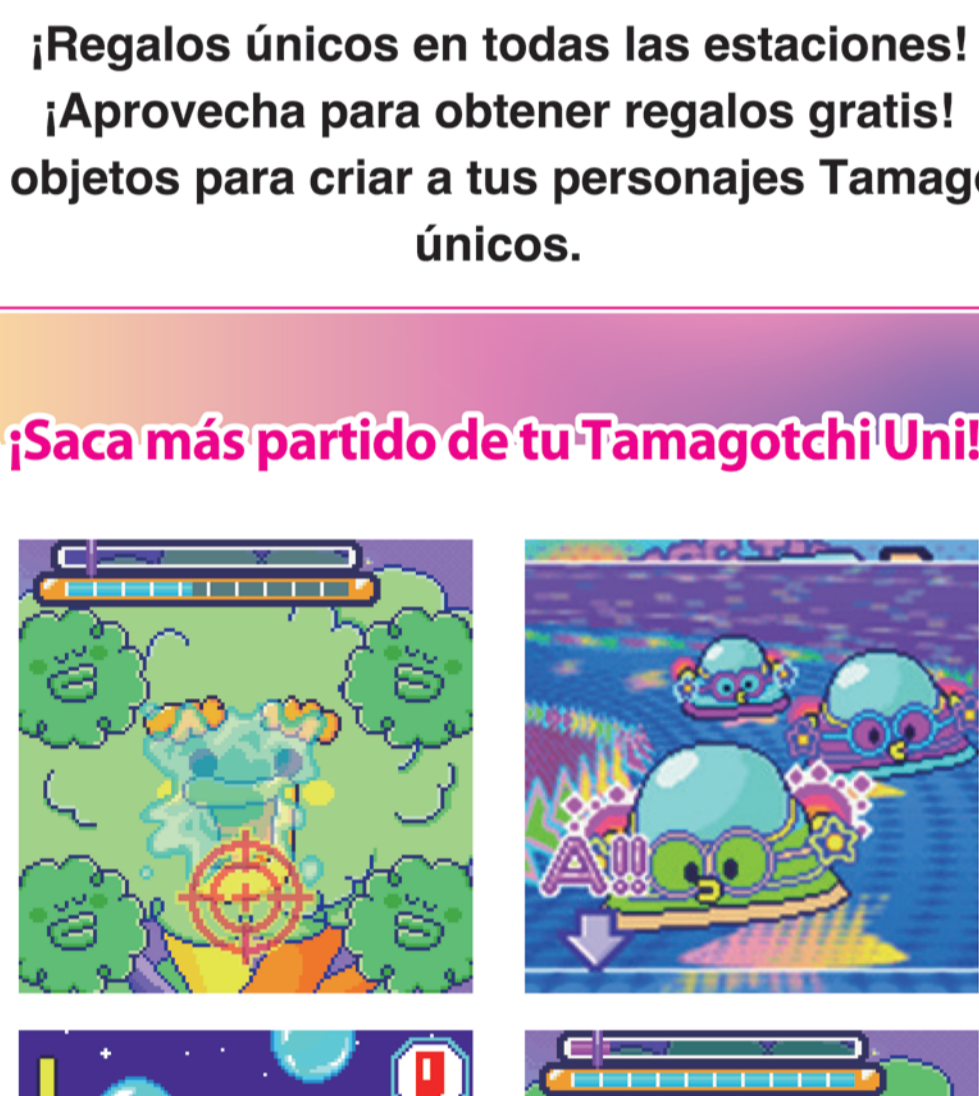 ¡Regalos únicos en todas las estaciones!
¡Aprovecha para obtener regalos gratis!
objetos para criar a tus personajes
únicos.
¡Saca más partido de tu Tamagotchi Uni!
A!!